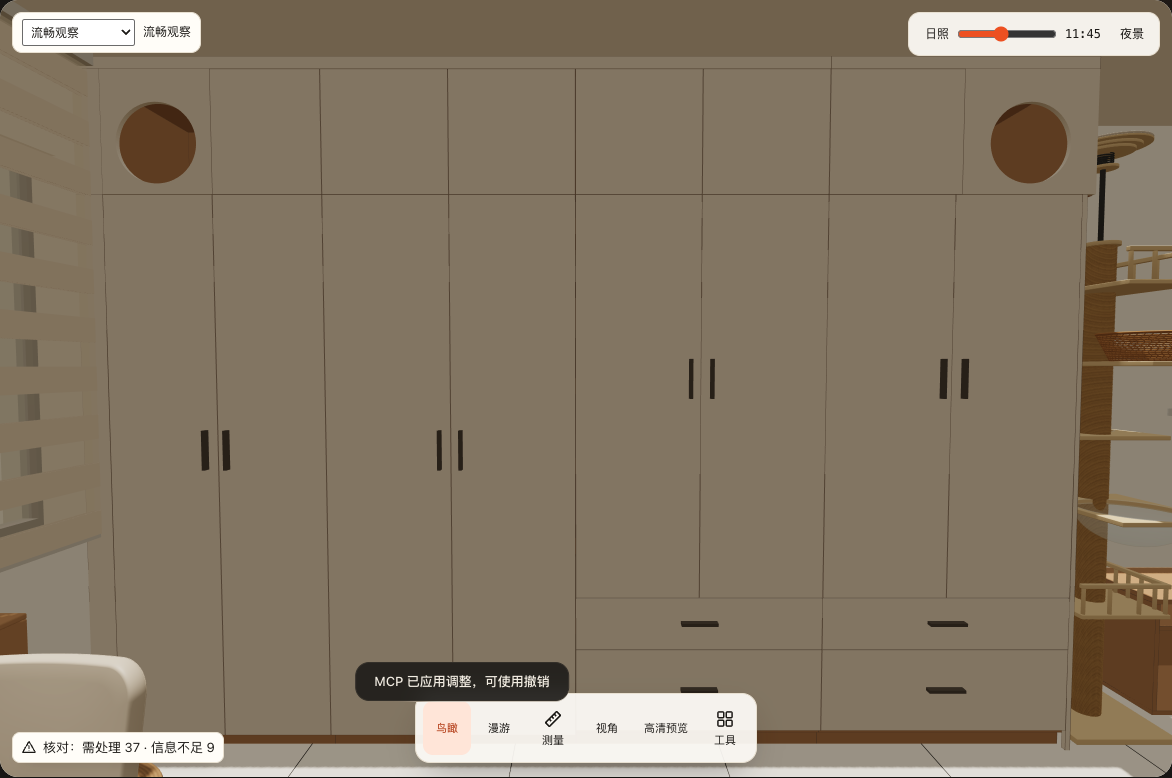 流畅观察
流畅观察
日照
11:45
夜景
MCP 已应用调整，可使用撤销
鸟瞰
漫游
测量
视角
高清预览
工具
核对：需处理 37 · 信息不足 9